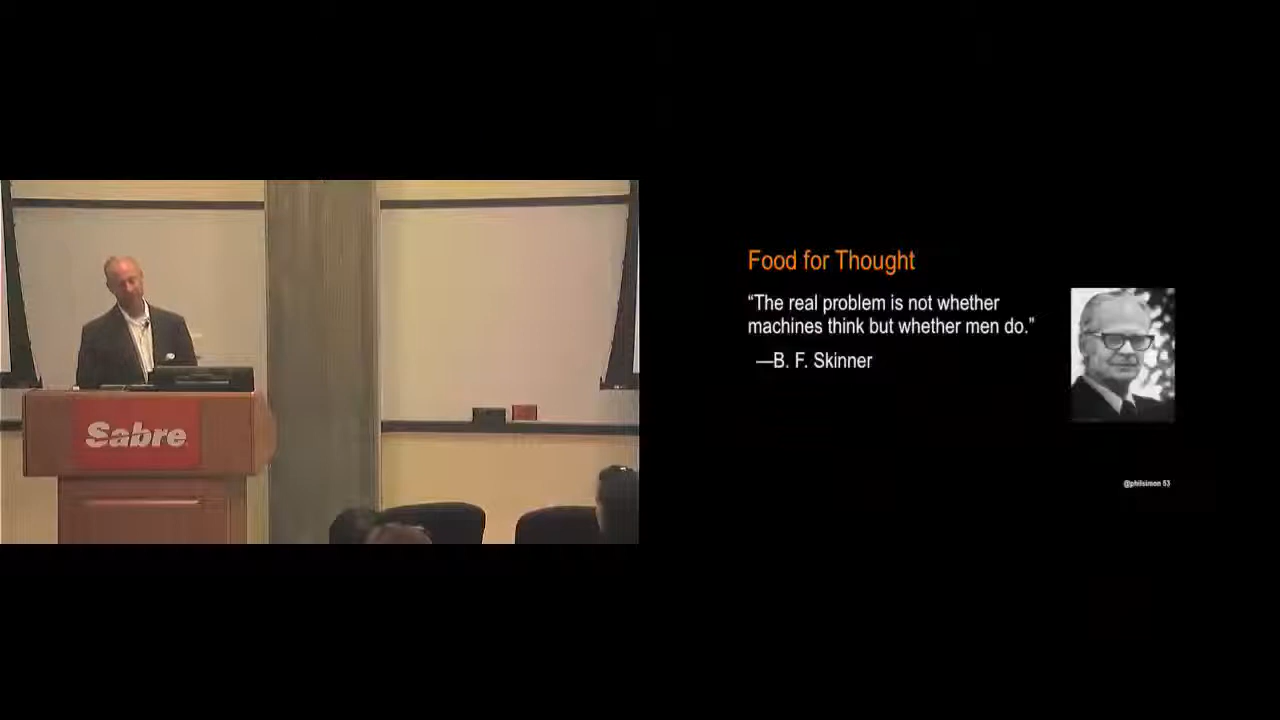 Sabre
Food for Thought
“The real problem is not whether
machines think but whether men do.”
—B. F. Skinner
@philsimon 53